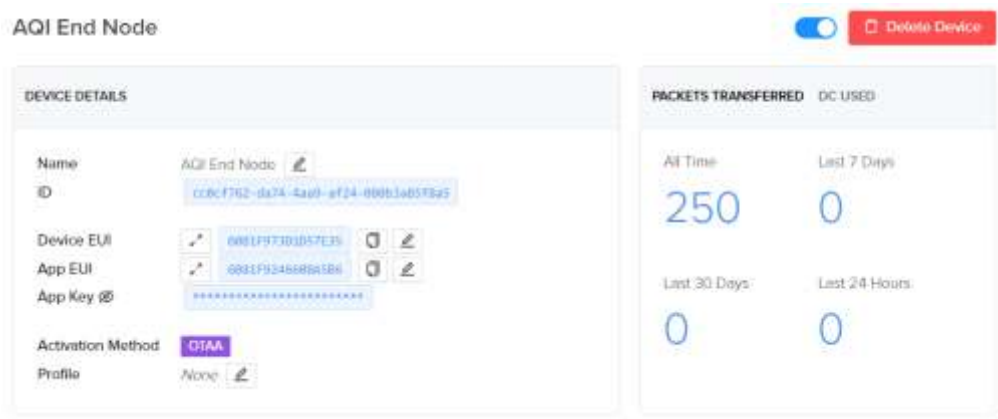 AQI End Node
Delete Device
DEVICE DETAILS
Name AQI End Node
ID
Device EUI 6081F97301D57E35
App EUI
App Key ************************
Activation Method OTAA
Profile None
PACKETS TRANSFERRED DC USED
All Time Last 7 Days
250 0
Last 30 Days Last 24 Hours
0 0